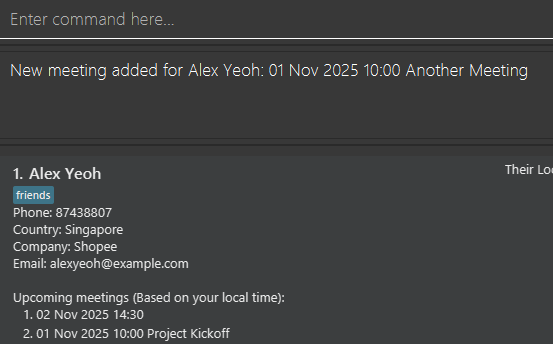 Enter command here...
New meeting added for Alex Yeoh: 01 Nov 2025 10:00 Another Meeting
1. Alex Yeoh
Their Loc
friends
Phone: 87438807
Country: Singapore
Company: Shopee
Email: alexyeoh@example.com
Upcoming meetings (Based on your local time):
1. 02 Nov 2025 14:30
2. 01 Nov 2025 10:00 Project Kickoff